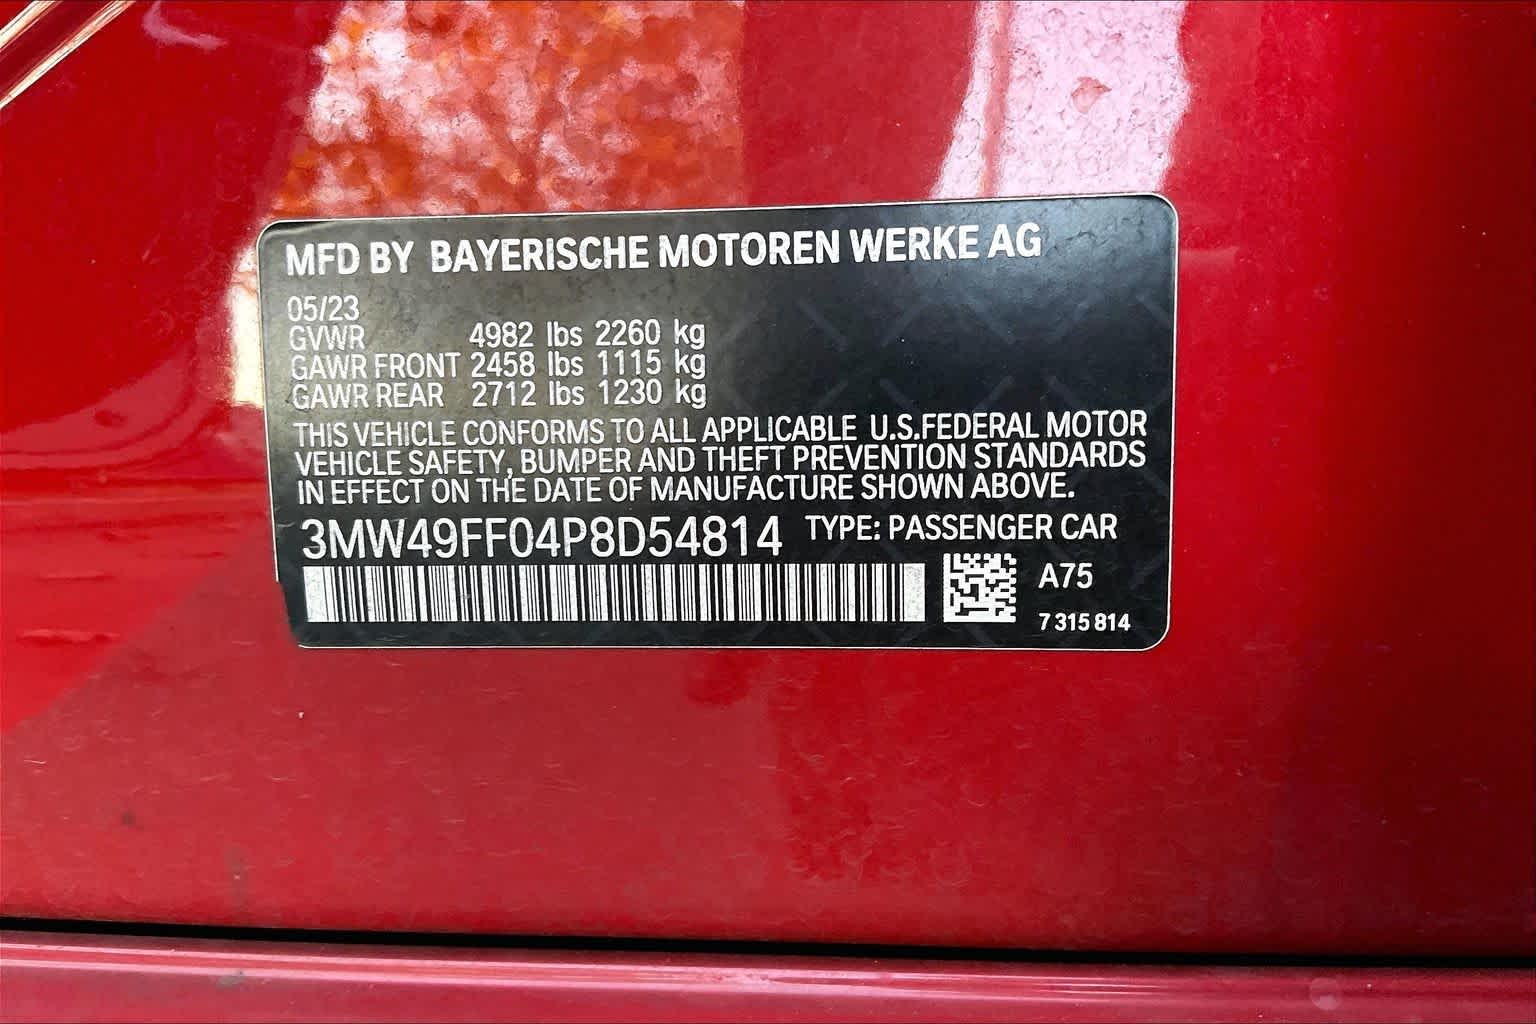 MFD BY BAYERISCHE MOTOREN WERKE AG
05/23
GVWR 4982 lbs 2260 kg
GAWR FRONT 2458 lbs 1115 kg
GAWR REAR 2712 lbs 1230 kg
THIS VEHICLE CONFORMS TO ALL APPLICABLE U.S.FEDERAL MOTOR
VEHICLE SAFETY, BUMPER AND THEFT PREVENTION STANDARDS
IN EFFECT ON THE DATE OF MANUFACTURE SHOWN ABOVE.
3MW49FF04P8D54814 TYPE: PASSENGER CAR
A75
7 315 814